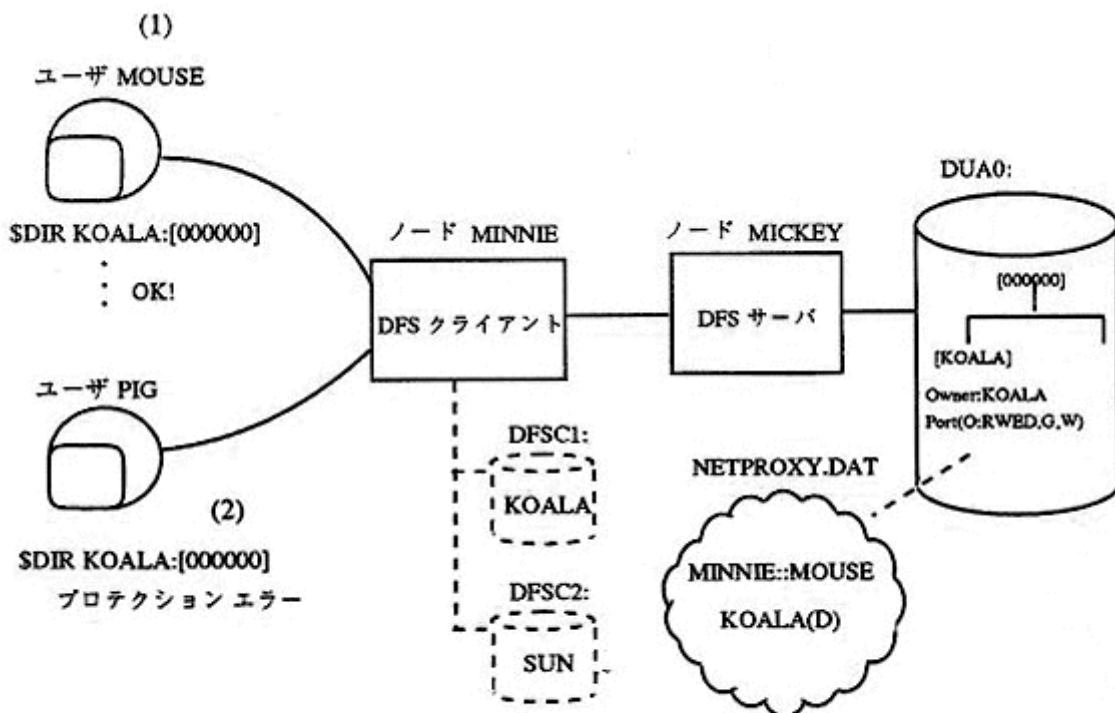 (1)
ユーザ MOUSE
$DIR KOALA:[000000]
OK!
ユーザ PIG
(2)
$DIR KOALA:[000000]
プロテクション エラー
ノード MINNIE
DFS クライアント
DFSC1:
KOALA
DFSC2:
SUN
ノード MICKEY
DFS サーバ
NETPROXY.DAT
MINNIE::MOUSE
KOALA(D)
DUA0:
[000000]
[KOALA]
Owner:KOALA
Port(O:RWED,G,W)